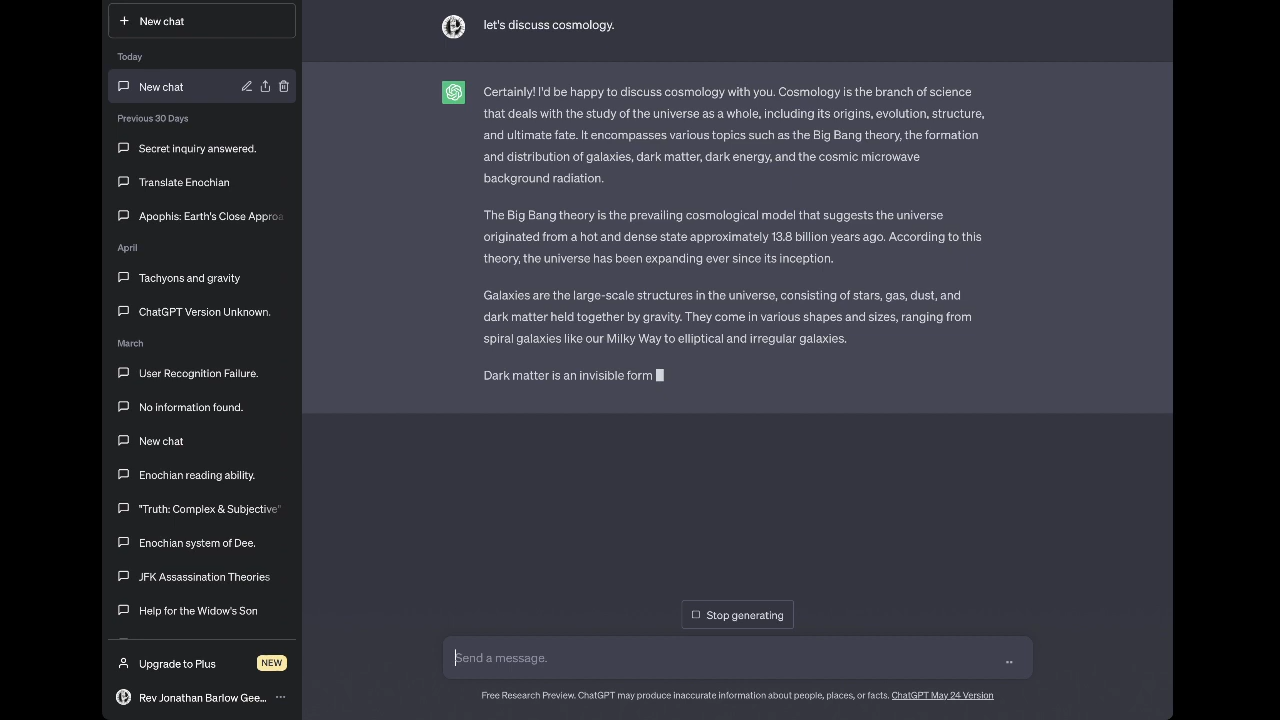 New chat
Today
New chat
Previous 30 Days
Secret inquiry answered.
Translate Enochian
Apophis: Earth's Close Approa
April
Tachyons and gravity
ChatGPT Version Unknown.
March
User Recognition Failure.
No information found.
New chat
Enochian reading ability.
"Truth: Complex & Subjective"
Enochian system of Dee.
JFK Assassination Theories
Help for the Widow's Son
Upgrade to Plus NEW
Rev Jonathan Barlow Gee...
let's discuss cosmology.
Certainly! I'd be happy to discuss cosmology with you. Cosmology is the branch of science
that deals with the study of the universe as a whole, including its origins, evolution, structure,
and ultimate fate. It encompasses various topics such as the Big Bang theory, the formation
and distribution of galaxies, dark matter, dark energy, and the cosmic microwave
background radiation.
The Big Bang theory is the prevailing cosmological model that suggests the universe
originated from a hot and dense state approximately 13.8 billion years ago. According to this
theory, the universe has been expanding ever since its inception.
Galaxies are the large-scale structures in the universe, consisting of stars, gas, dust, and
dark matter held together by gravity. They come in various shapes and sizes, ranging from
spiral galaxies like our Milky Way to elliptical and irregular galaxies.
Dark matter is an invisible form
Stop generating
Send a message.
Free Research Preview. ChatGPT may produce inaccurate information about people, places, or facts. ChatGPT May 24 Version